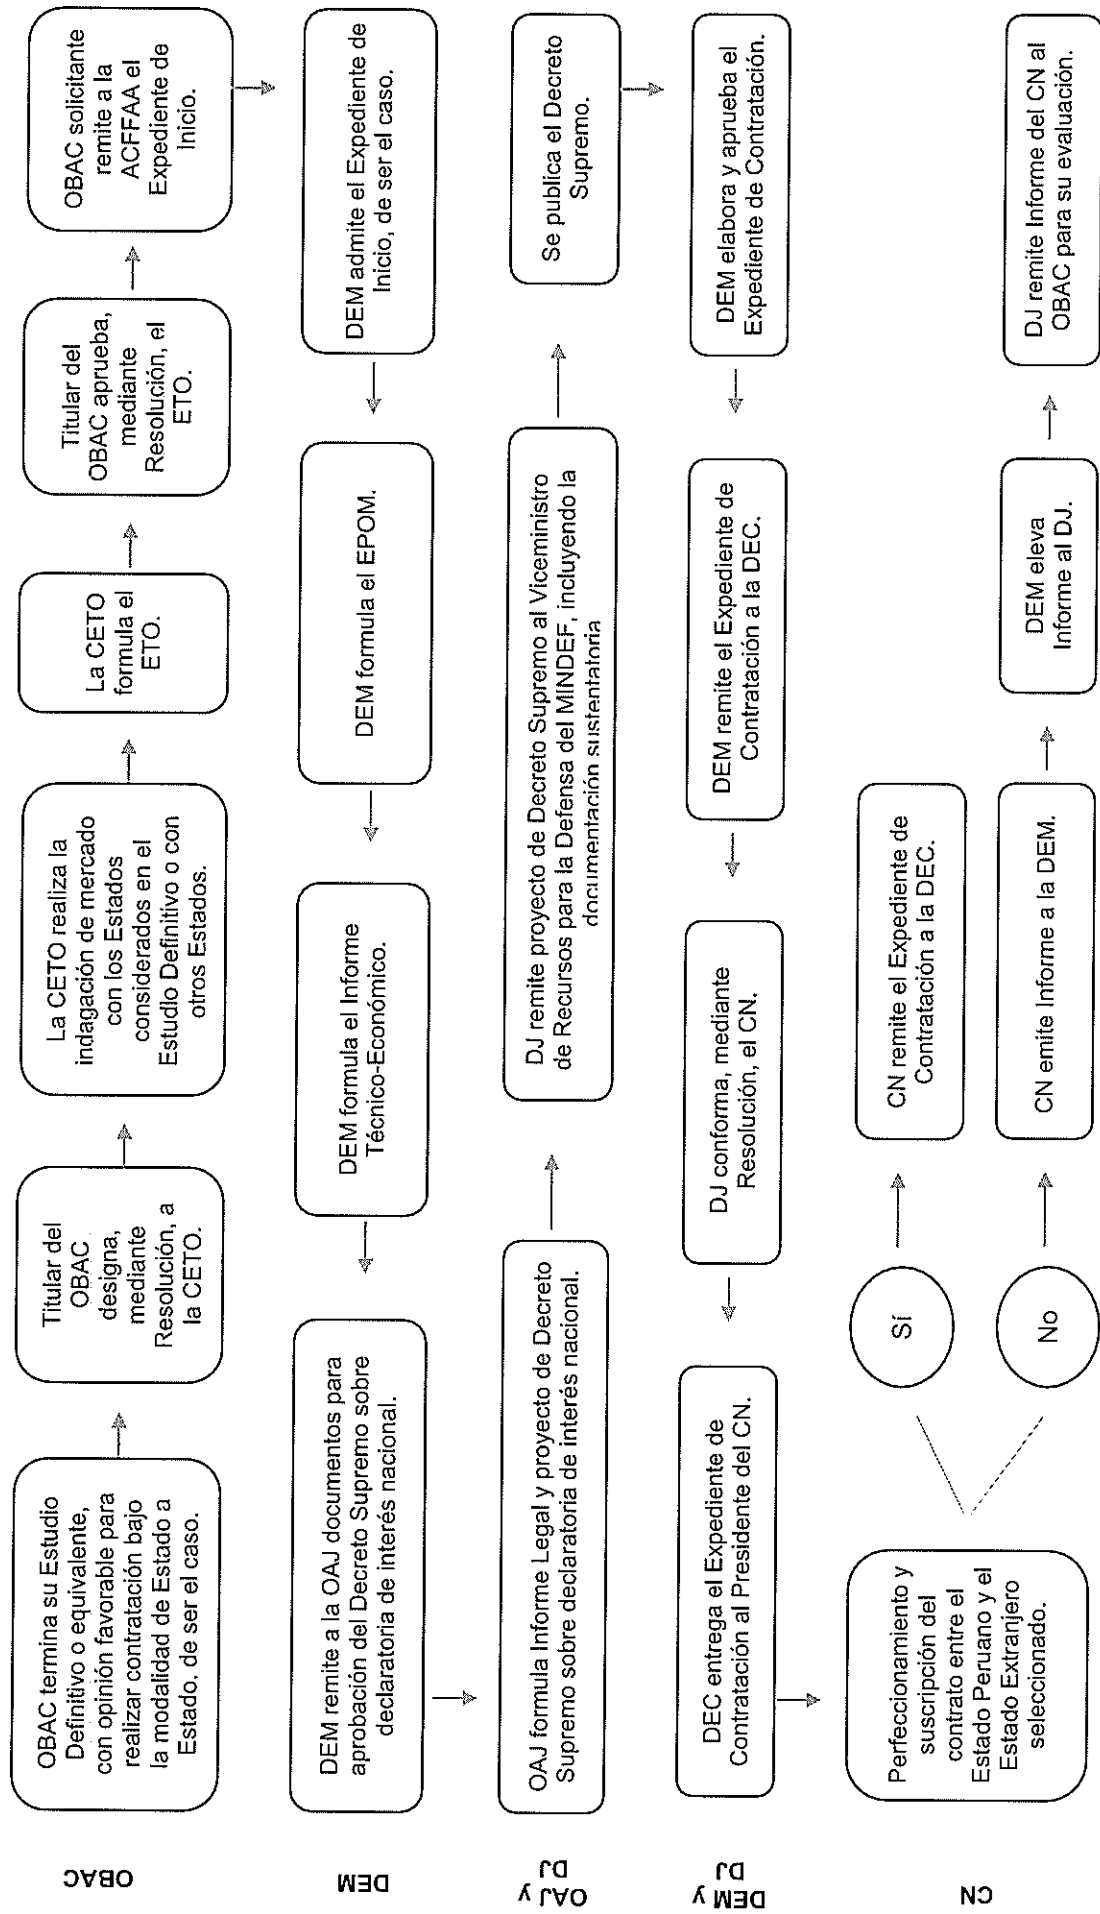 OBAC
OBAC termina su Estudio
Definitivo o equivalente,
con opinión favorable para
realizar contratación bajo
la modalidad de Estado a
Estado, de ser el caso.
Titular del
OBAC
designa,
mediante
Resolución, a
la CETO.
La CETO realiza la
indagación de mercado
con los Estados
considerados en el
Estudio Definitivo o con
otros Estados.
La CETO
formula el
ETO.
Titular del
OBAC aprueba,
mediante
Resolución, el
ETO.
OBAC solicitante
remite a la
ACFFAA el
Expediente de
Inicio.
DEM
DEM admite el Expediente de
Inicio, de ser el caso.
DEM formula el EPOM.
DEM formula el Informe
Técnico-Económico.
DEM remite a la OAJ documentos para
aprobación del Decreto Supremo sobre
declaratoria de interés nacional.
OAJ y
DJ
OAJ formula Informe Legal y proyecto de Decreto
Supremo sobre declaratoria de interés nacional.
DJ remite proyecto de Decreto Supremo al Viceministro
de Recursos para la Defensa del MINDEF, incluyendo la
documentación sustentatoria
Se publica el Decreto
Supremo.
DEM y
DJ
DEM elabora y aprueba el
Expediente de Contratación.
DEM remite el Expediente de
Contratación a la DEC.
DJ conforma, mediante
Resolución, el CN.
DEC entrega el Expediente de
Contratación al Presidente del CN.
CN
Perfeccionamiento y
suscripción del
contrato entre el
Estado Peruano y el
Estado Extranjero
seleccionado.
Sí
CN remite el Expediente de
Contratación a la DEC.
No
CN emite Informe a la DEM.
DEM eleva
Informe al DJ.
DJ remite Informe del CN al
OBAC para su evaluación.